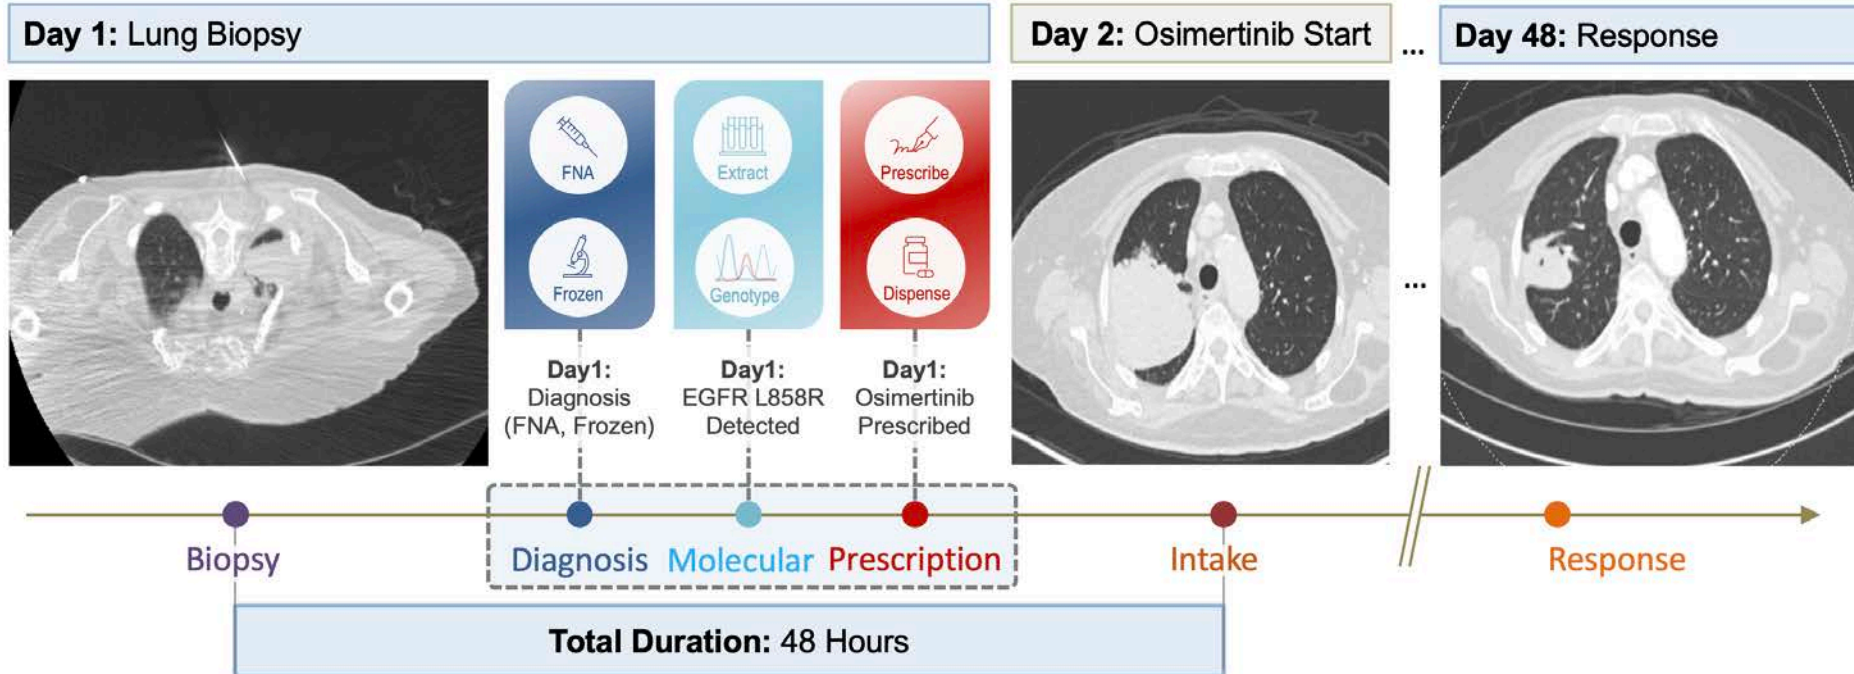 Day 1: Lung Biopsy
Day 2: Osimertinib Start
...
Day 48: Response
FNA
Extract
Prescribe
Frozen
Genotype
Dispense
...
Day1:
Diagnosis
(FNA, Frozen)
Day1:
EGFR L858R
Detected
Day1:
Osimertinib
Prescribed
Biopsy
Diagnosis
Molecular
Prescription
Intake
Response
Total Duration: 48 Hours